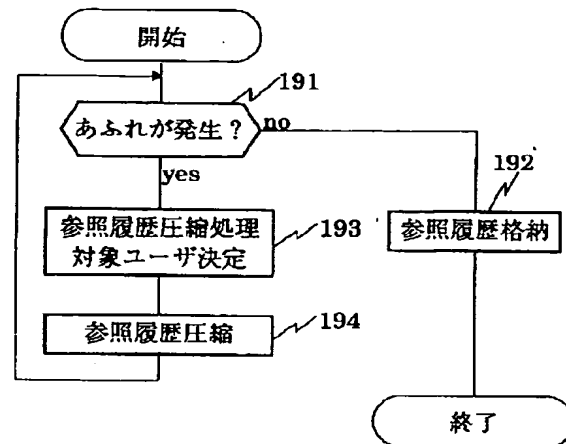 開始
191
あふれが発生？
no
yes
192
参照履歴圧縮処理
対象ユーザ決定
193
参照履歴格納
参照履歴圧縮
194
終了